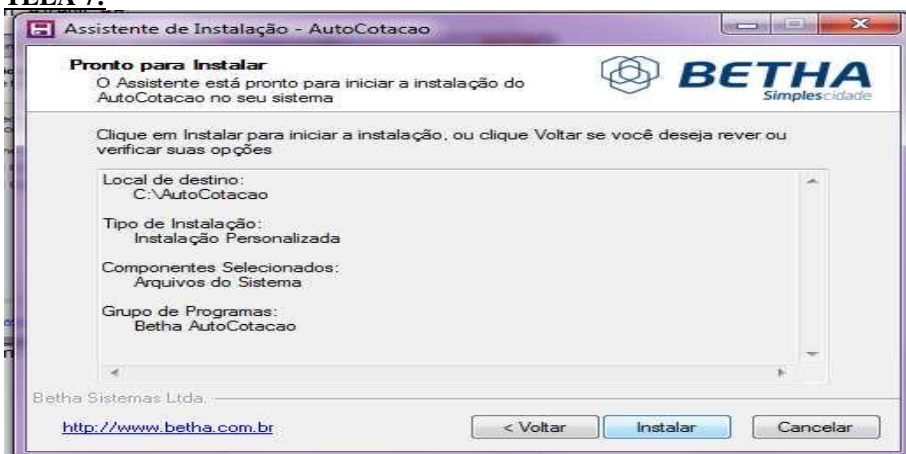 TELA 7:
Assistente de Instalação - AutoCotacao
Pronto para Instalar
O Assistente está pronto para iniciar a instalação do
AutoCotacao no seu sistema
BETHA
Simplescidade
Clique em Instalar para iniciar a instalação, ou clique Voltar se você deseja rever ou
verificar suas opções
Local de destino:
C:\AutoCotacao
Tipo de Instalação:
Instalação Personalizada
Componentes Selecionados:
Arquivos do Sistema
Grupo de Programas:
Betha AutoCotacao
Betha Sistemas Ltda.
http://www.betha.com.br
< Voltar
Instalar
Cancelar